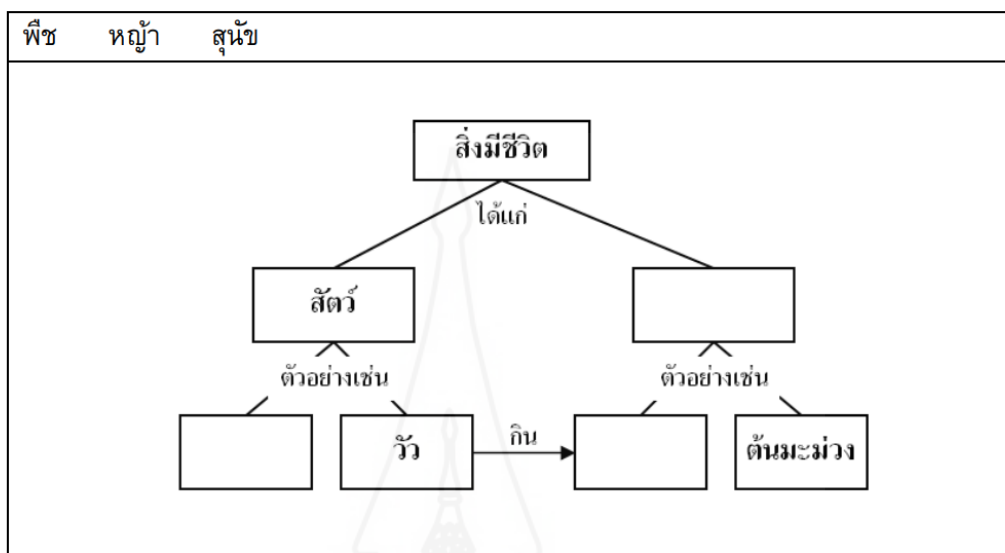 พืช หญ้า สุนัข
สิ่งมีชีวิต
ได้แก่
สัตว์
ตัวอย่างเช่น ตัวอย่างเช่น
วัว กิน ต้นมะม่วง